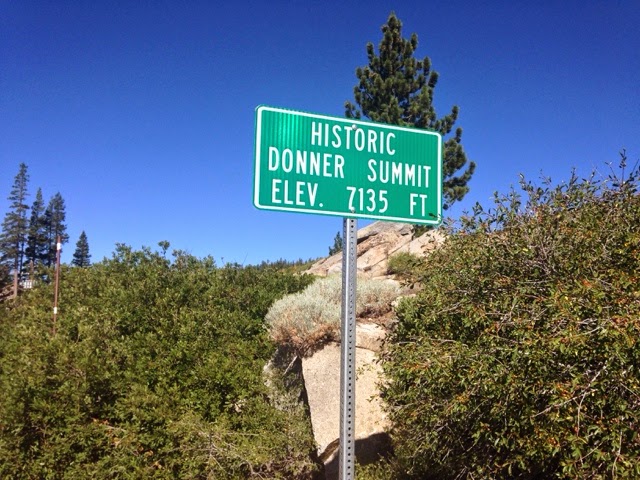 HISTORIC
DONNER SUMMIT
ELEV. 7135 FT